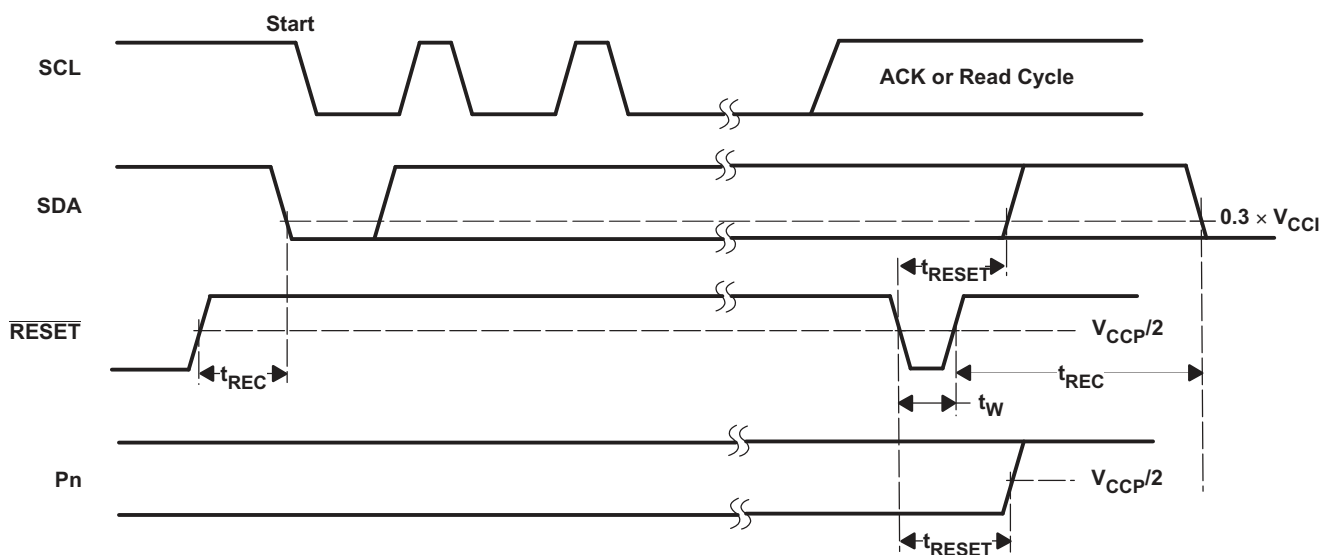 Start
SCL
ACK or Read Cycle
SDA
0.3 × VCCI
tRESET
RESET
VCCP/2
tREC
tREC
tW
Pn
VCCP/2
tRESET